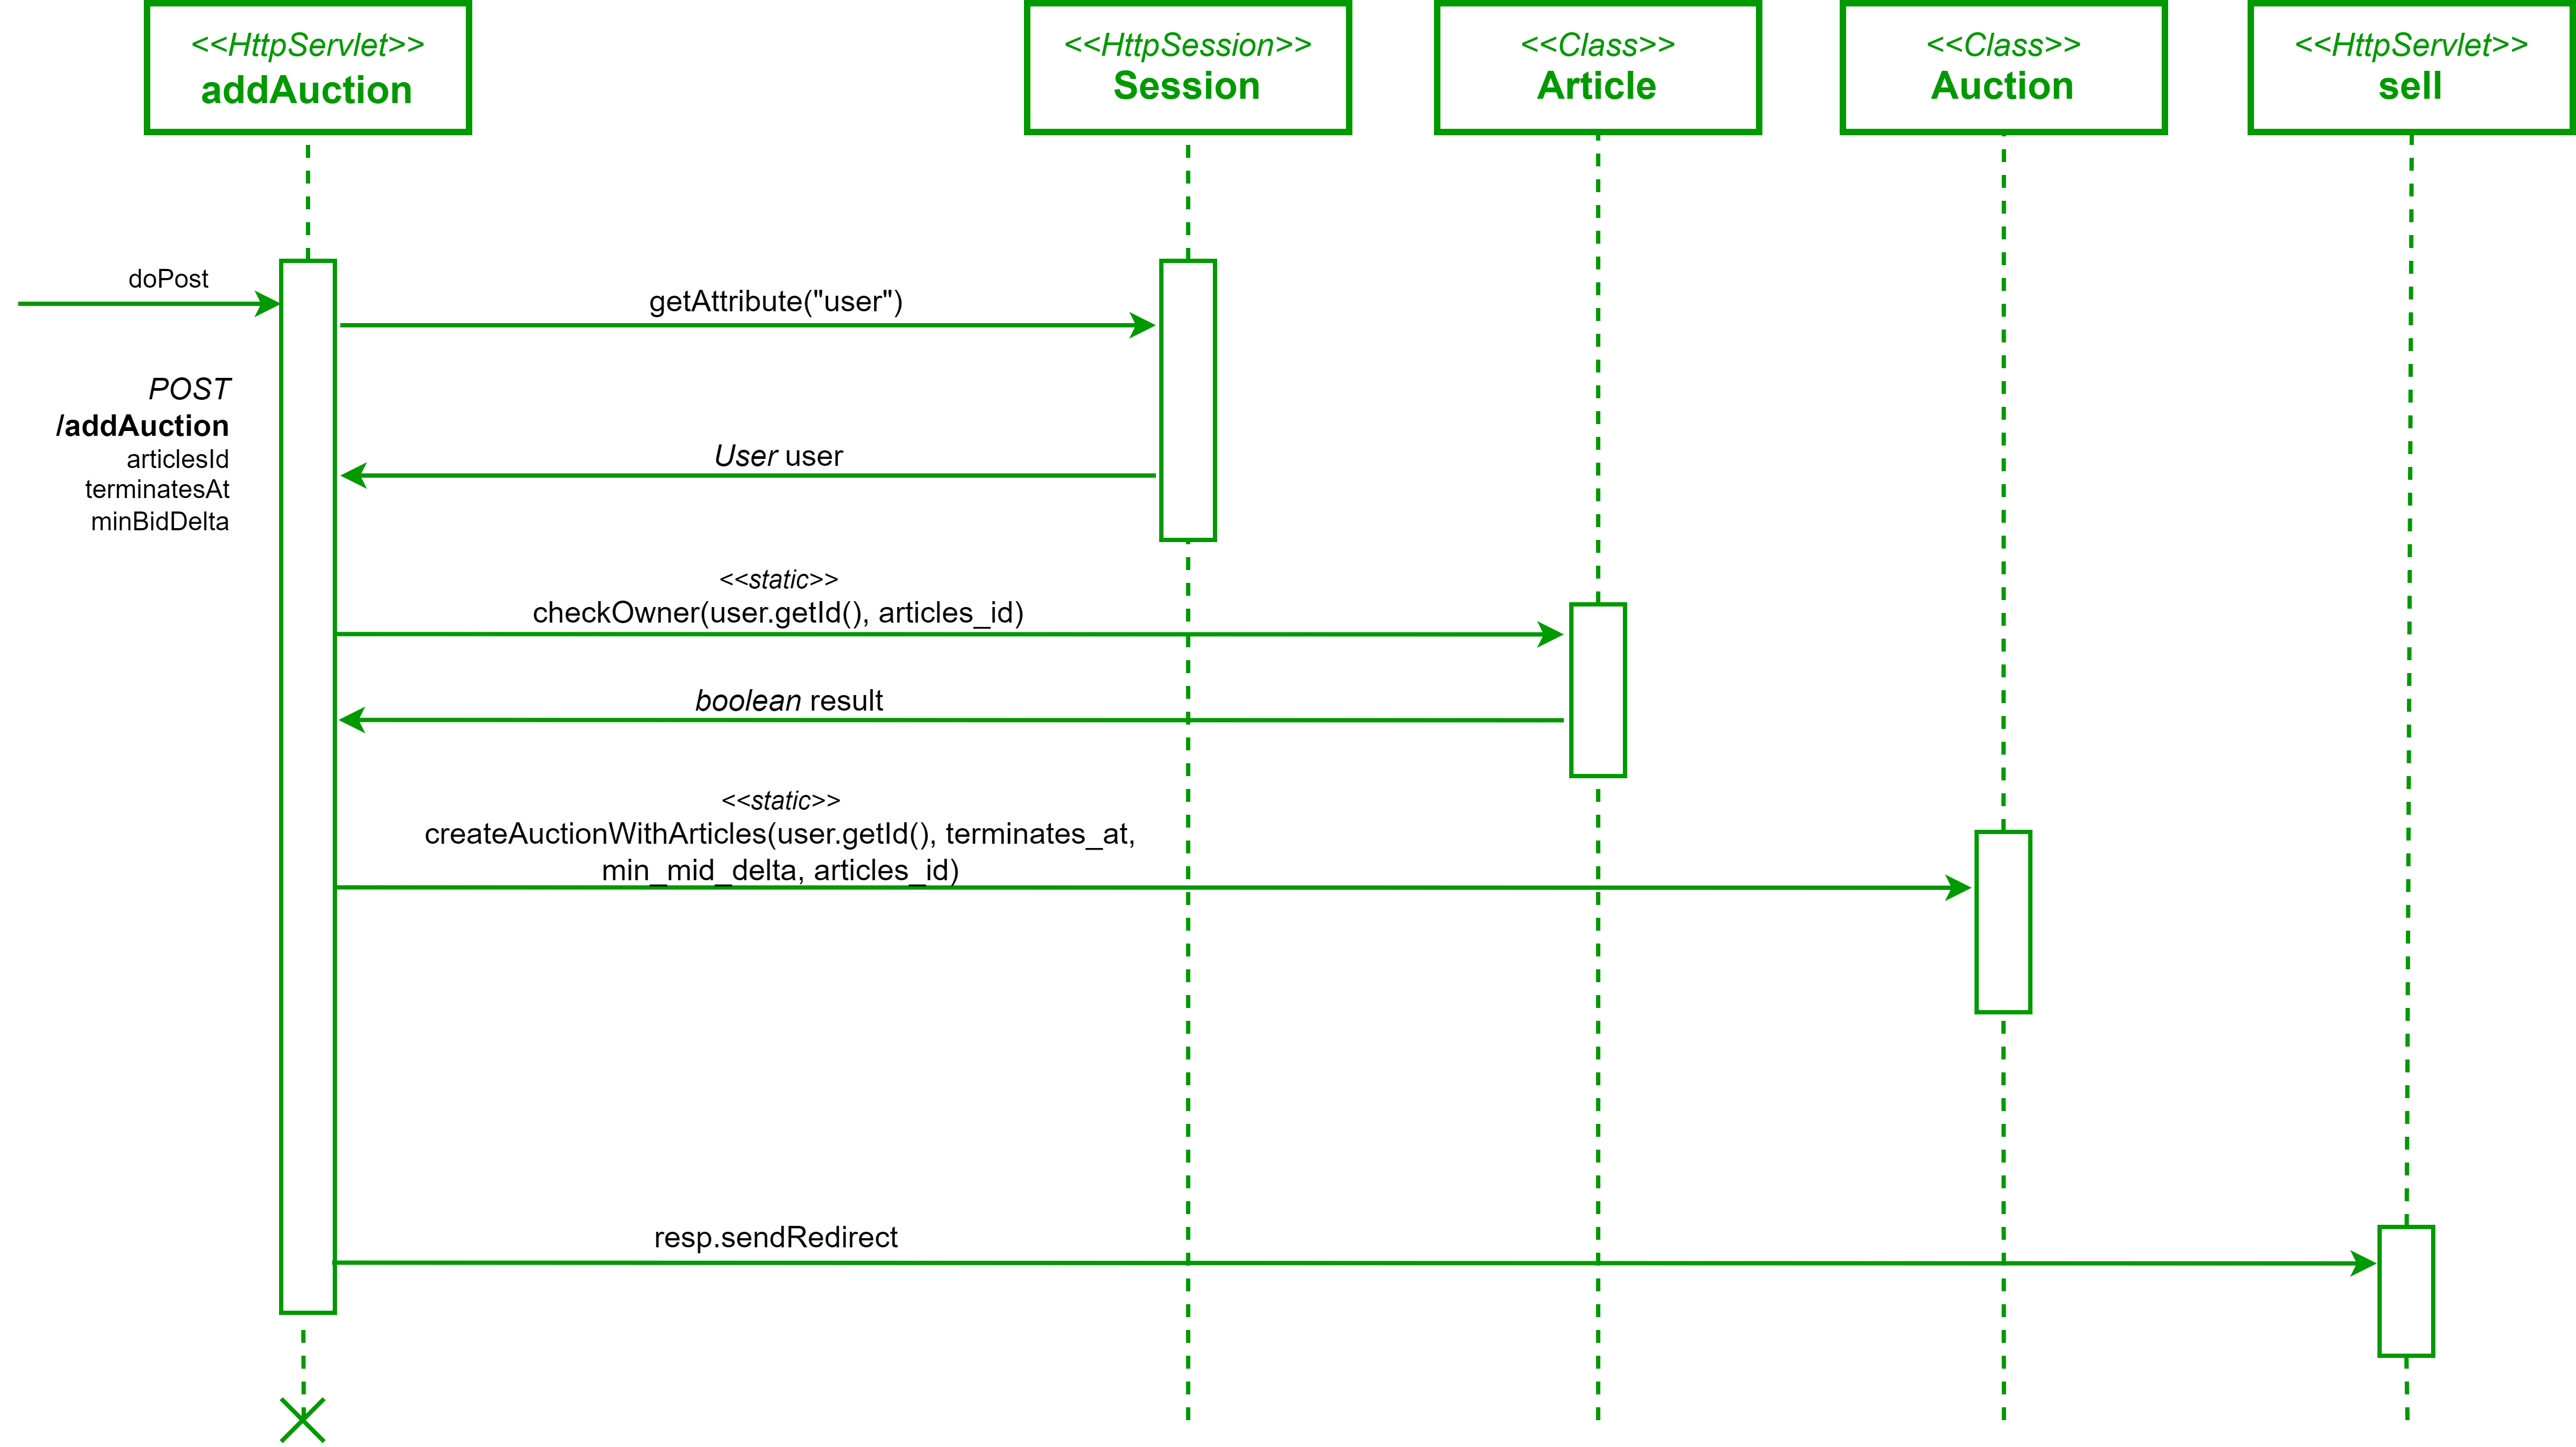 <<HttpServlet>>
addAuction
<<HttpSession>>
Session
<<Class>>
Article
<<Class>>
Auction
<<HttpServlet>>
sell
doPost
getAttribute("user")
POST
/addAuction
articlesId
terminatesAt
minBidDelta
User user
<<static>>
checkOwner(user.getId(), articles_id)
boolean result
<<static>>
createAuctionWithArticles(user.getId(), terminates_at,
min_mid_delta, articles_id)
resp.sendRedirect